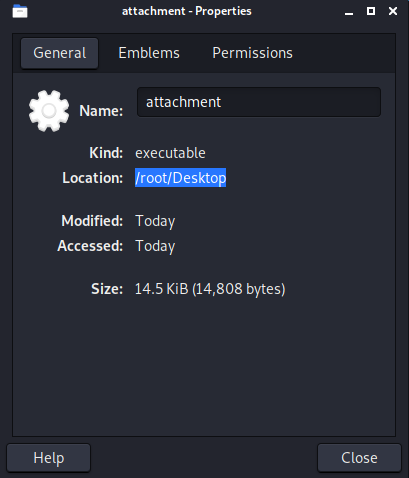 attachment - Properties
General Emblems Permissions
Name: attachment
Kind: executable
Location: /root/Desktop
Modified: Today
Accessed: Today
Size: 14.5 KiB (14,808 bytes)
Help Close